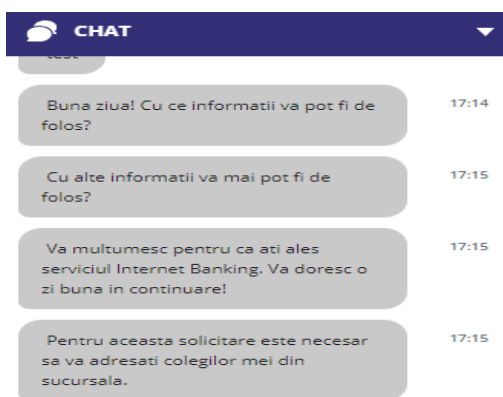 CHAT
test
Buna ziua! Cu ce informatii va pot fi de
folos?
17:14
Cu alte informatii va mai pot fi de
folos?
17:15
Va multumesc pentru ca ati ales
serviciul Internet Banking. Va doresc o
zi buna in continuare!
17:15
Pentru aceasta solicitare este necesar
sa va adresati colegilor mei din
sucursala.
17:15